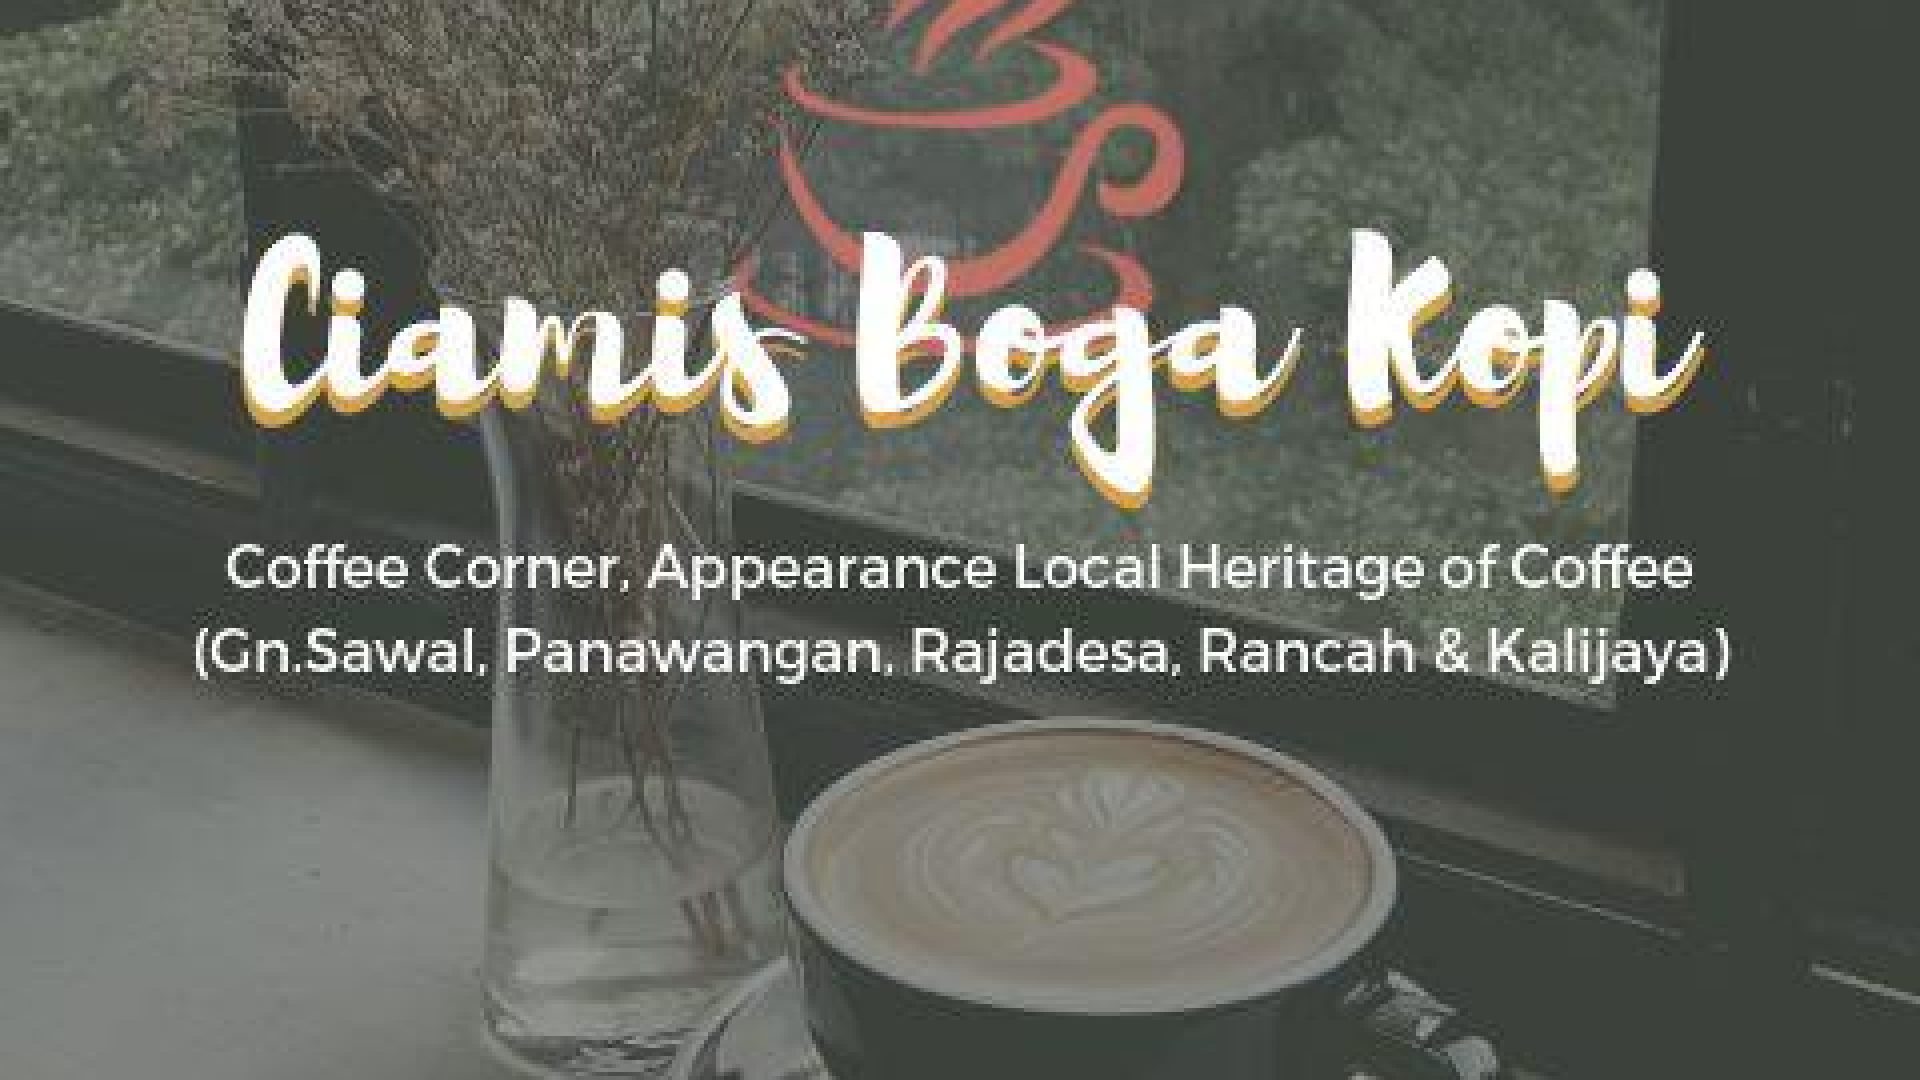 Ciamis Boga Kopi
Coffee Corner, Appearance Local Heritage of Coffee
(Gn.Sawal, Panawangan, Rajadesa, Rancah & Kalijaya)